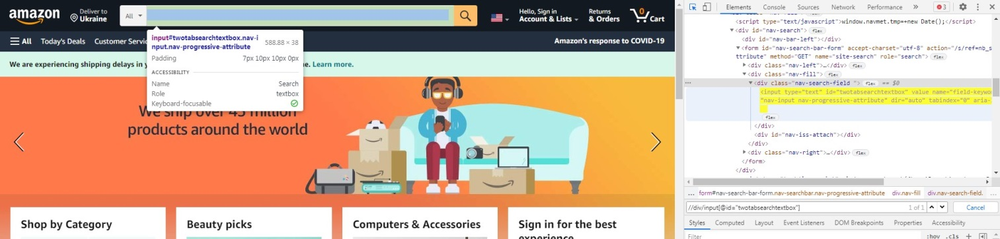 amazon
Deliver to
Ukraine
All
Hello, Sign in
Account & Lists
Returns
& Orders
0
Cart
All
Today's Deals
Customer Servic
Amazon's response to COVID-19
input#twotabsearchtextbox.nav-i
nput.nav-progressive-attribute
588.88 × 38
Padding
7px 10px 10px 0px
ACCESSIBILITY
Name
Search
Role
textbox
Keyboard-focusable
We are experiencing shipping delays in y
me. Learn more.
We ship over 45 million
products around the world
Shop by Category
Beauty picks
Computers & Accessories
Sign in for the best
experience
Elements
Console
Sources
Network
Performance
»
3
<script type="text/javascript">window.navmet.tmp=+new Date();</script>
<div id="nav-search"> flex
<div id="nav-bar-left"></div>
<form id="nav-search-bar-form" accept-charset="utf-8" action="/s/ref=nb_s
ttribute" method="GET" name="site-search" role="search"> flex
<div class="nav-left">…</div> flex
<div class="nav-fill"> flex
<div class="nav-search-field "> flex == $0
<input type="text" id="twotabsearchtextbox" value name="field-keywo
"nav-input nav-progressive-attribute" dir="auto" tabindex="0" aria-
flex
</div>
<div id="nav-iss-attach"></div>
</div>
<div class="nav-right">…</div> flex
</form>
</div>
... form#nav-search-bar-form.nav-searchbar.nav-progressive-attribute div.nav-fill div.nav-search-field. ...
//div/input[@id="twotabsearchtextbox"]
1 of 1
Cancel
Styles
Computed
Layout
Event Listeners
DOM Breakpoints
Properties
Accessibility
Filter
:hov .cls +